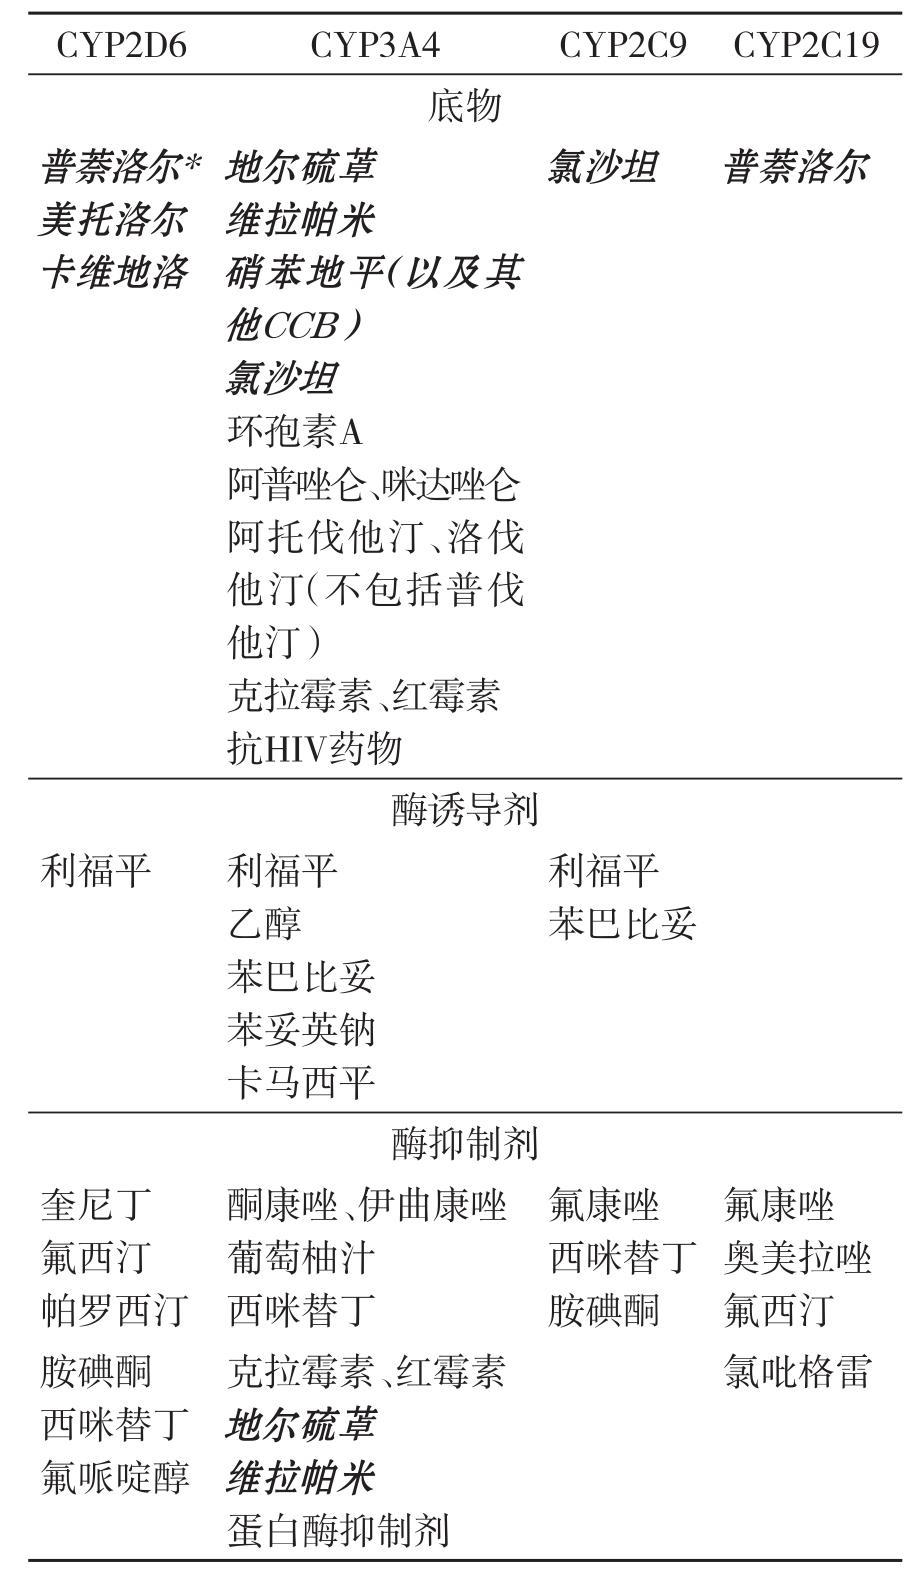 CYP2D6 CYP3A4 CYP2C9 CYP2C19
底物
普萘洛尔* 地尔硫䓬 氯沙坦 普萘洛尔
美托洛尔 维拉帕米
卡维地洛 硝苯地平(以及其
他CCB)
氯沙坦
环孢素A
阿普唑仑、咪达唑仑
阿托伐他汀、洛伐
他汀(不包括普伐
他汀)
克拉霉素、红霉素
抗HIV药物
酶诱导剂
利福平 利福平 利福平
乙醇 苯巴比妥
苯巴比妥
苯妥英钠
卡马西平
酶抑制剂
奎尼丁 酮康唑、伊曲康唑 氟康唑 氟康唑
氟西汀 葡萄柚汁 西咪替丁 奥美拉唑
帕罗西汀 西咪替丁 胺碘酮 氟西汀
胺碘酮 克拉霉素、红霉素 氯吡格雷
西咪替丁 地尔硫䓬
氟哌啶醇 维拉帕米
蛋白酶抑制剂